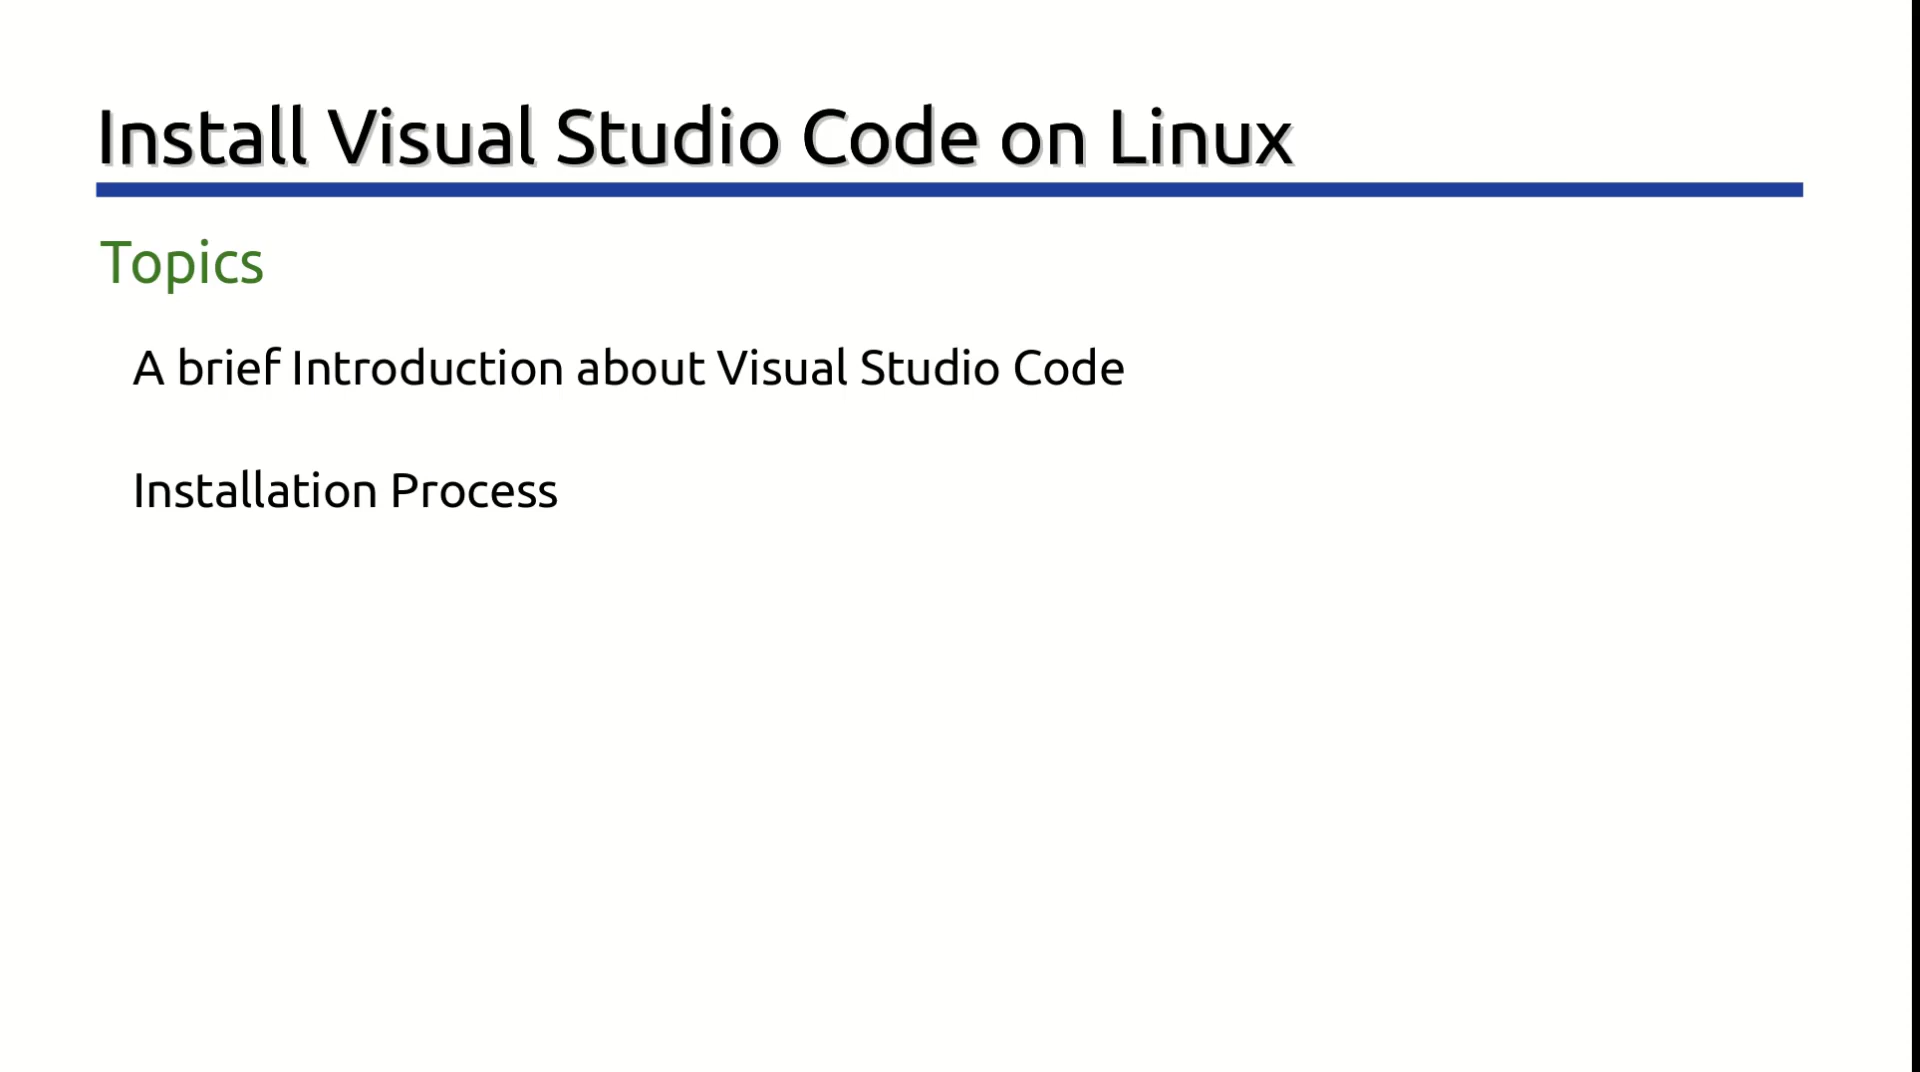 Install Visual Studio Code on Linux
Topics
A brief Introduction about Visual Studio Code
Installation Process